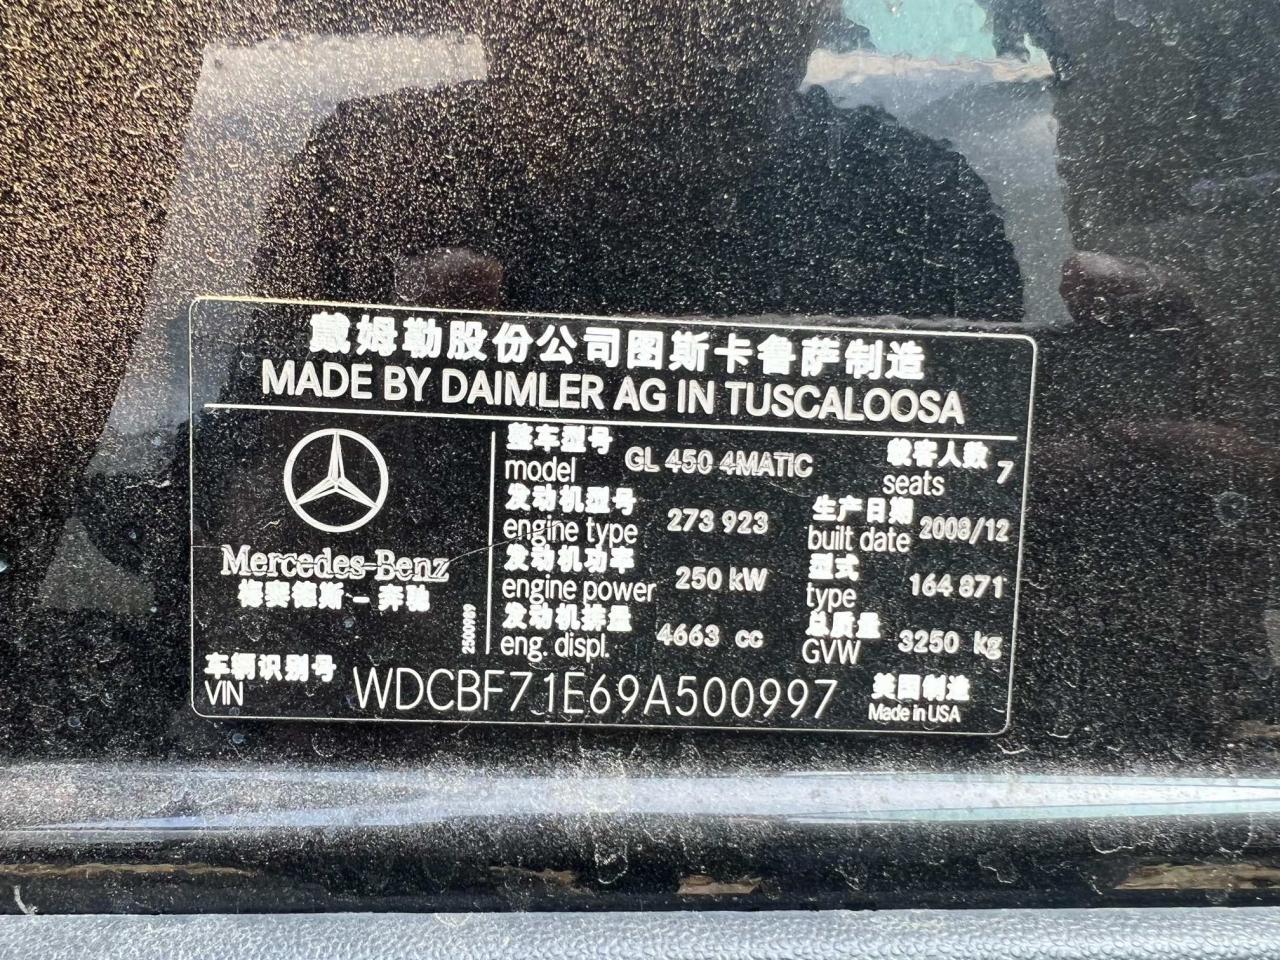 戴姆勒股份公司图斯卡鲁萨制造
MADE BY DAIMLER AG IN TUSCALOOSA
Mercedes-Benz
梅赛德斯-奔驰
2500989
整车型号
model GL 450 4MATIC
载客人数
seats 7
发动机型号
engine type 273 923
生产日期
built date 2008/12
发动机功率
engine power 250 kW
型式
type 164 871
发动机排量
eng. displ. 4663 cc
总质量
GVW 3250 kg
车辆识别号
VIN WDCBF71E69A500997
美国制造
Made in USA